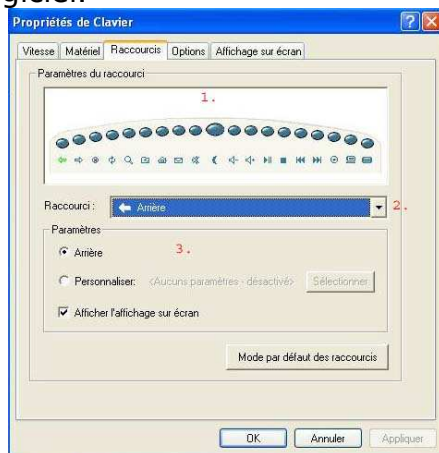 Propriétés de Clavier
Vitesse Matériel Raccourcis Options Affichage sur écran
Paramètres du raccourci
1.
Raccourci : Arrière 2.
Paramètres
Arrière 3.
Personnaliser: <Aucuns paramètres - désactivé> Sélectionner
Afficher l'affichage sur écran
Mode par défaut des raccourcis
OK Annuler Appliquer